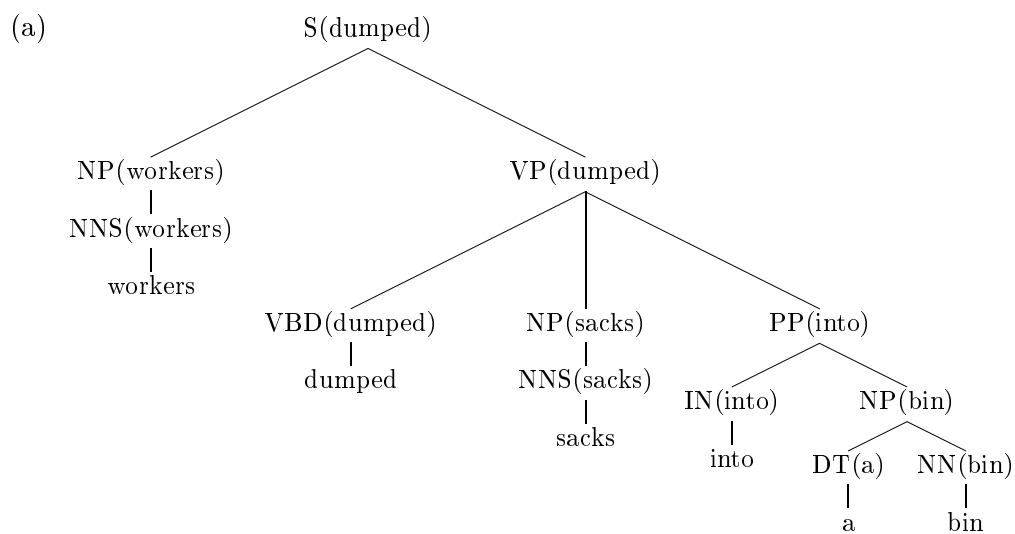 (a) S(dumped)
NP(workers) VP(dumped)
NNS(workers)
workers
VBD(dumped) NP(sacks) PP(into)
dumped NNS(sacks) IN(into) NP(bin)
sacks into DT(a) NN(bin)
a bin